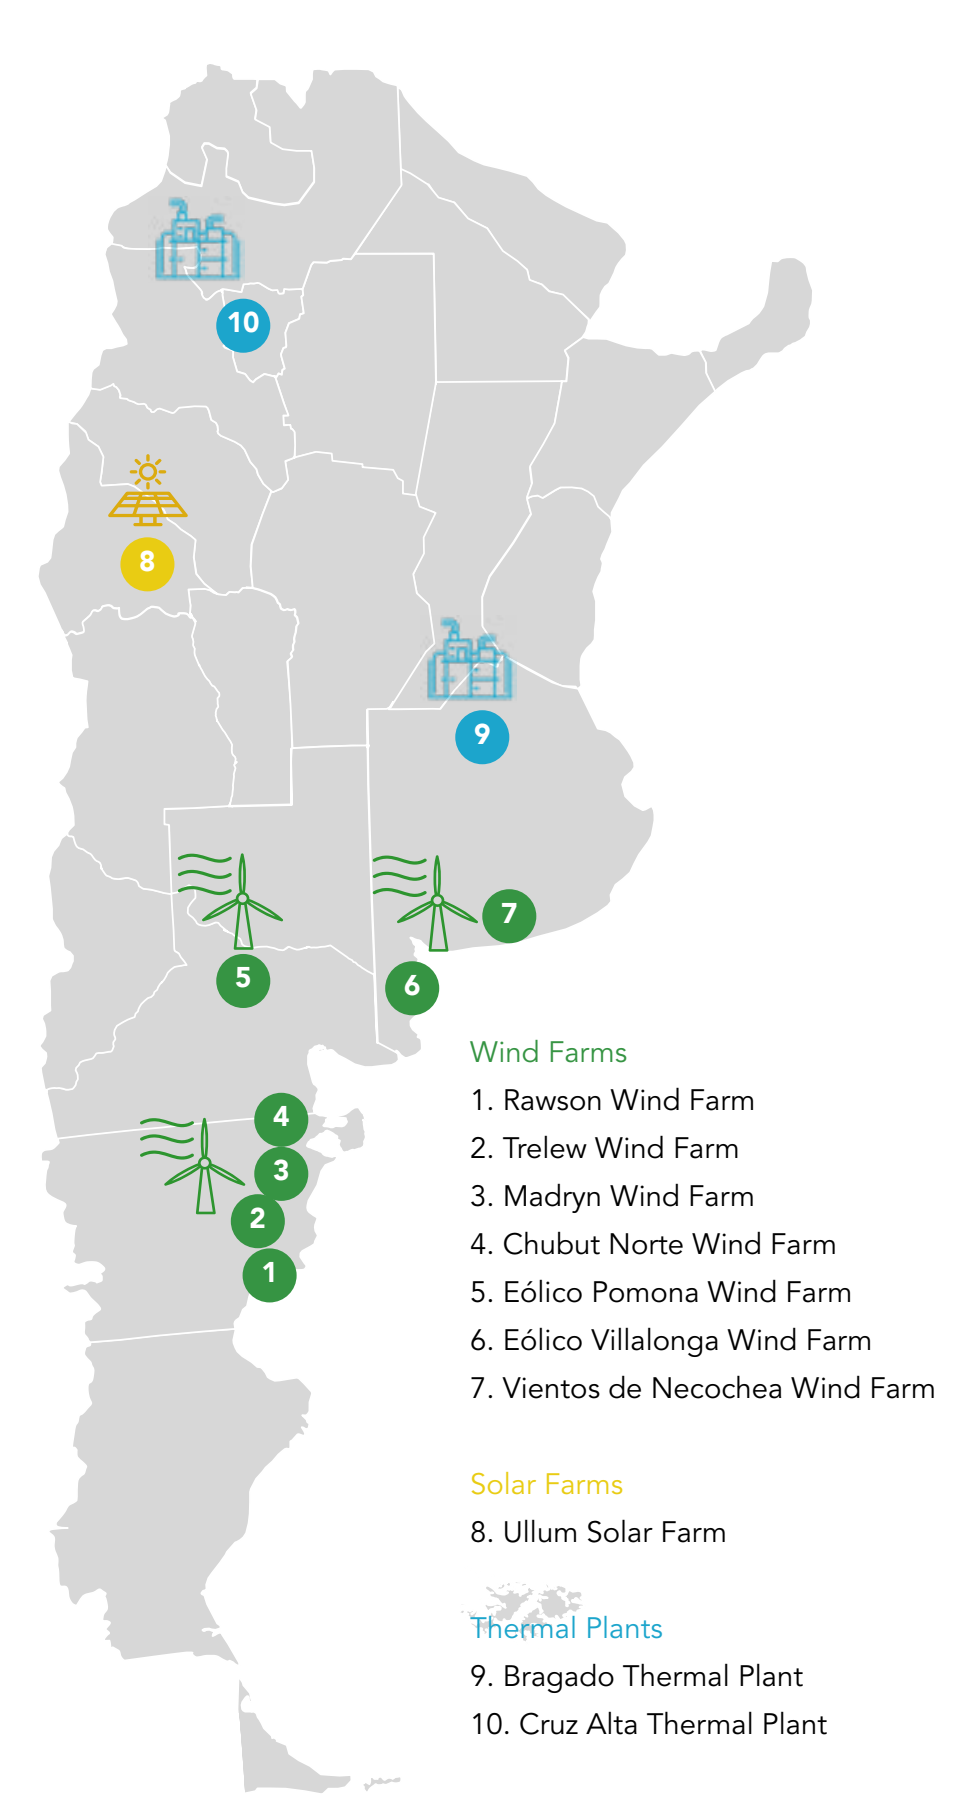 10
8
9
7
5
6
4
3
2
1
Wind Farms
1. Rawson Wind Farm
2. Trelew Wind Farm
3. Madryn Wind Farm
4. Chubut Norte Wind Farm
5. Eólico Pomona Wind Farm
6. Eólico Villalonga Wind Farm
7. Vientos de Necochea Wind Farm
Solar Farms
8. Ullum Solar Farm
Thermal Plants
9. Bragado Thermal Plant
10. Cruz Alta Thermal Plant